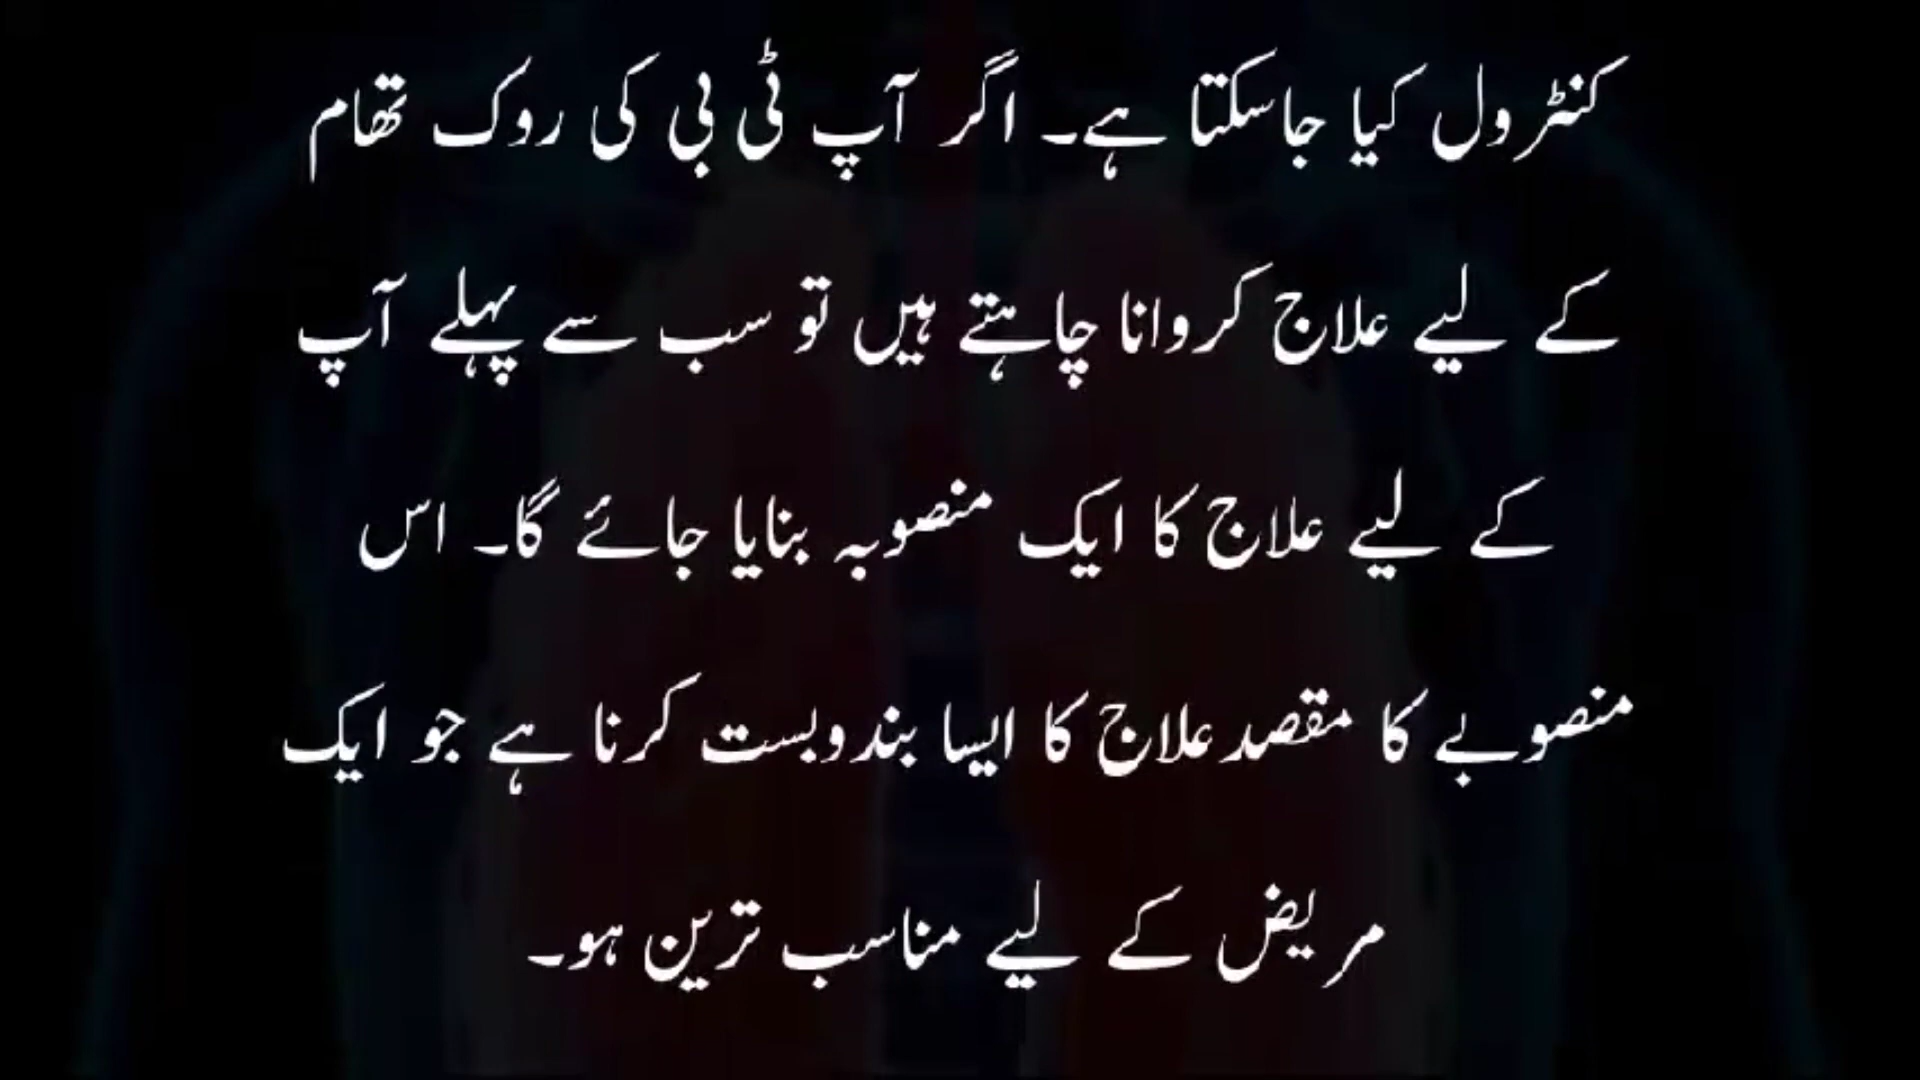 کنٹرول کیا جاسکتا ہے۔ اگر آپ ٹی بی کی روک تھام
کے لیے علاج کروانا چاہتے ہیں تو سب سے پہلے آپ
کے لیے علاج کا ایک منصوبہ بنایا جائے گا۔ اس
منصوبے کا مقصد علاج کا ایسا بندوبست کرنا ہے جو ایک
مریض کے لیے مناسب ترین ہو۔